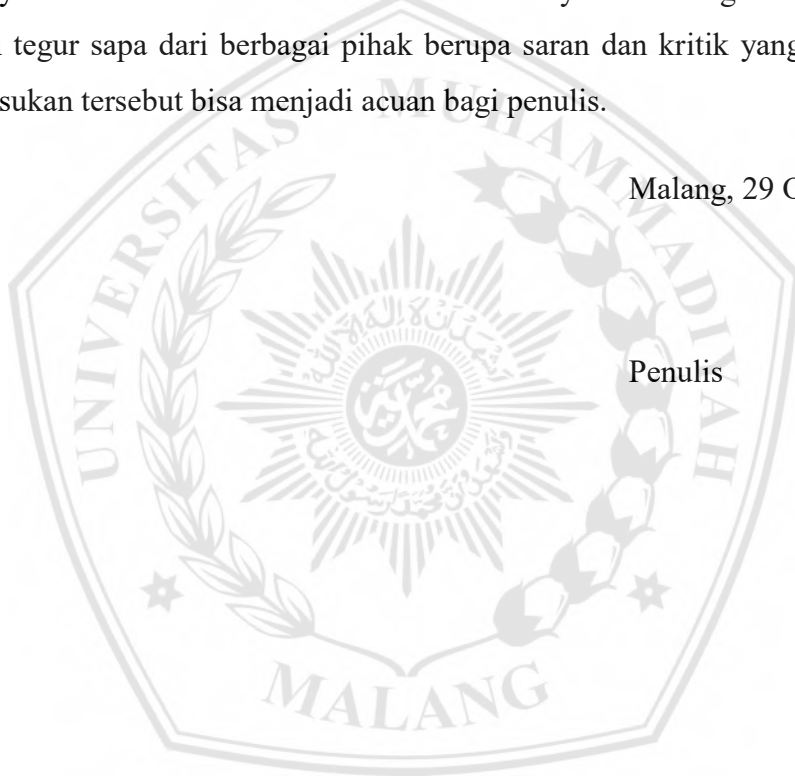 tegur sapa dari berbagai pihak berupa saran dan kritik yang
sukan tersebut bisa menjadi acuan bagi penulis.
Malang, 29 O
Penulis
UNIVERSITAS MUHAMMADIYAH
MALANG